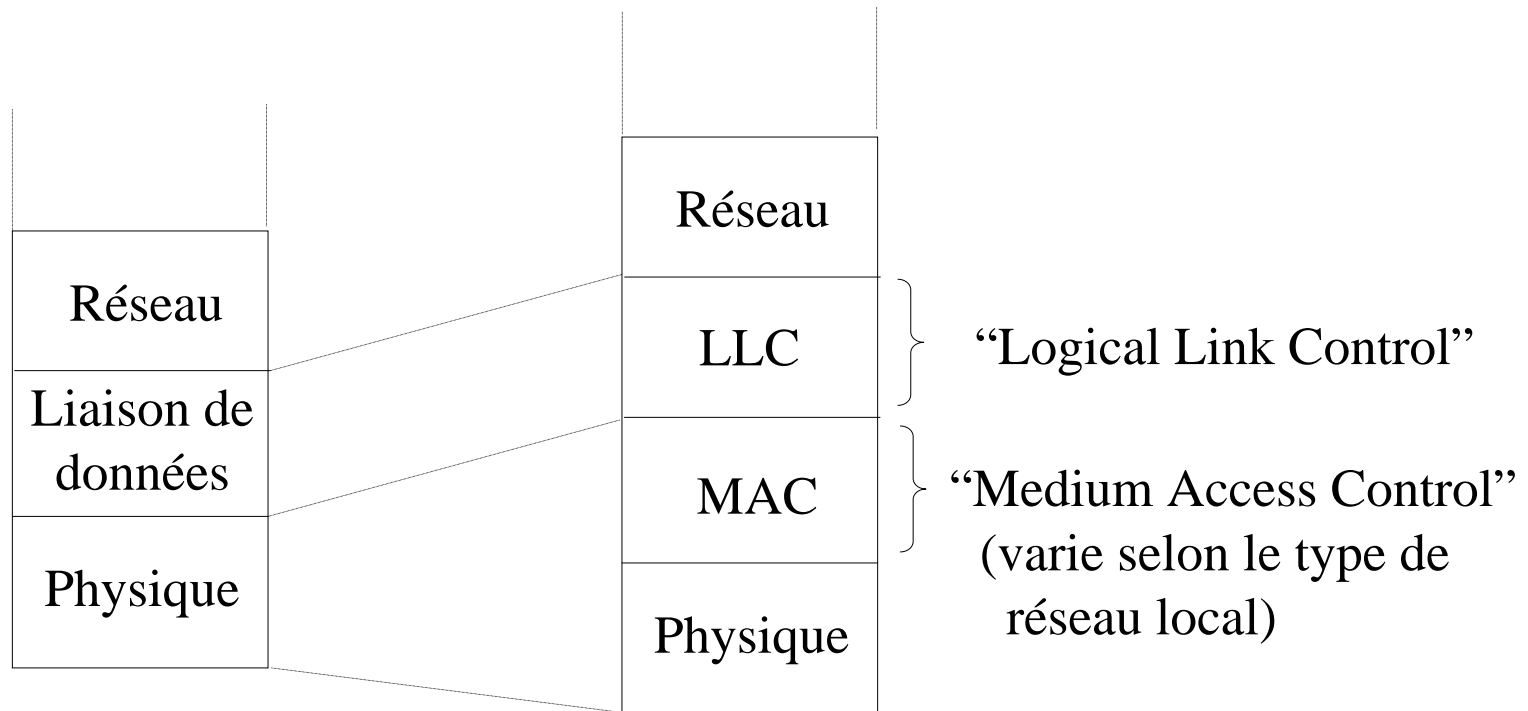 Réseau
Liaison de
données
Physique
Réseau
LLC
MAC
Physique
“Logical Link Control”
“Medium Access Control”
(varie selon le type de
réseau local)